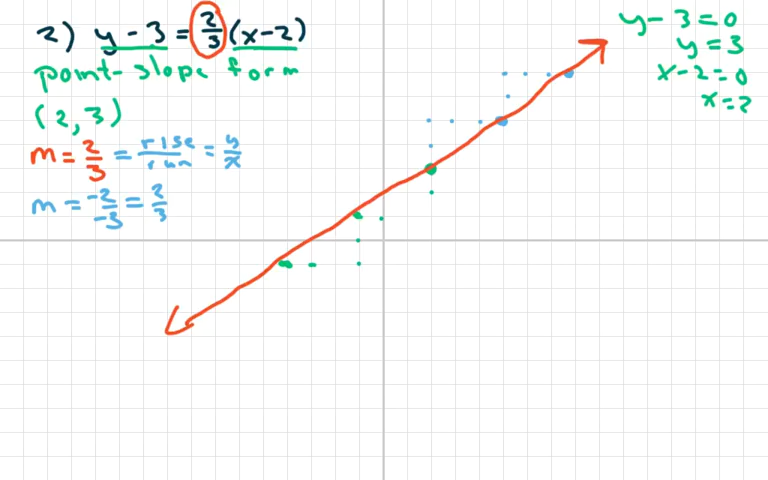 2) y - 3 = 2/3 (x - 2)
point-slope form
(2, 3)
m = 2/3 = rise/run = y/x
m = -2/-3 = 2/3
y - 3 = 0
y = 3
x - 2 = 0
x = 2